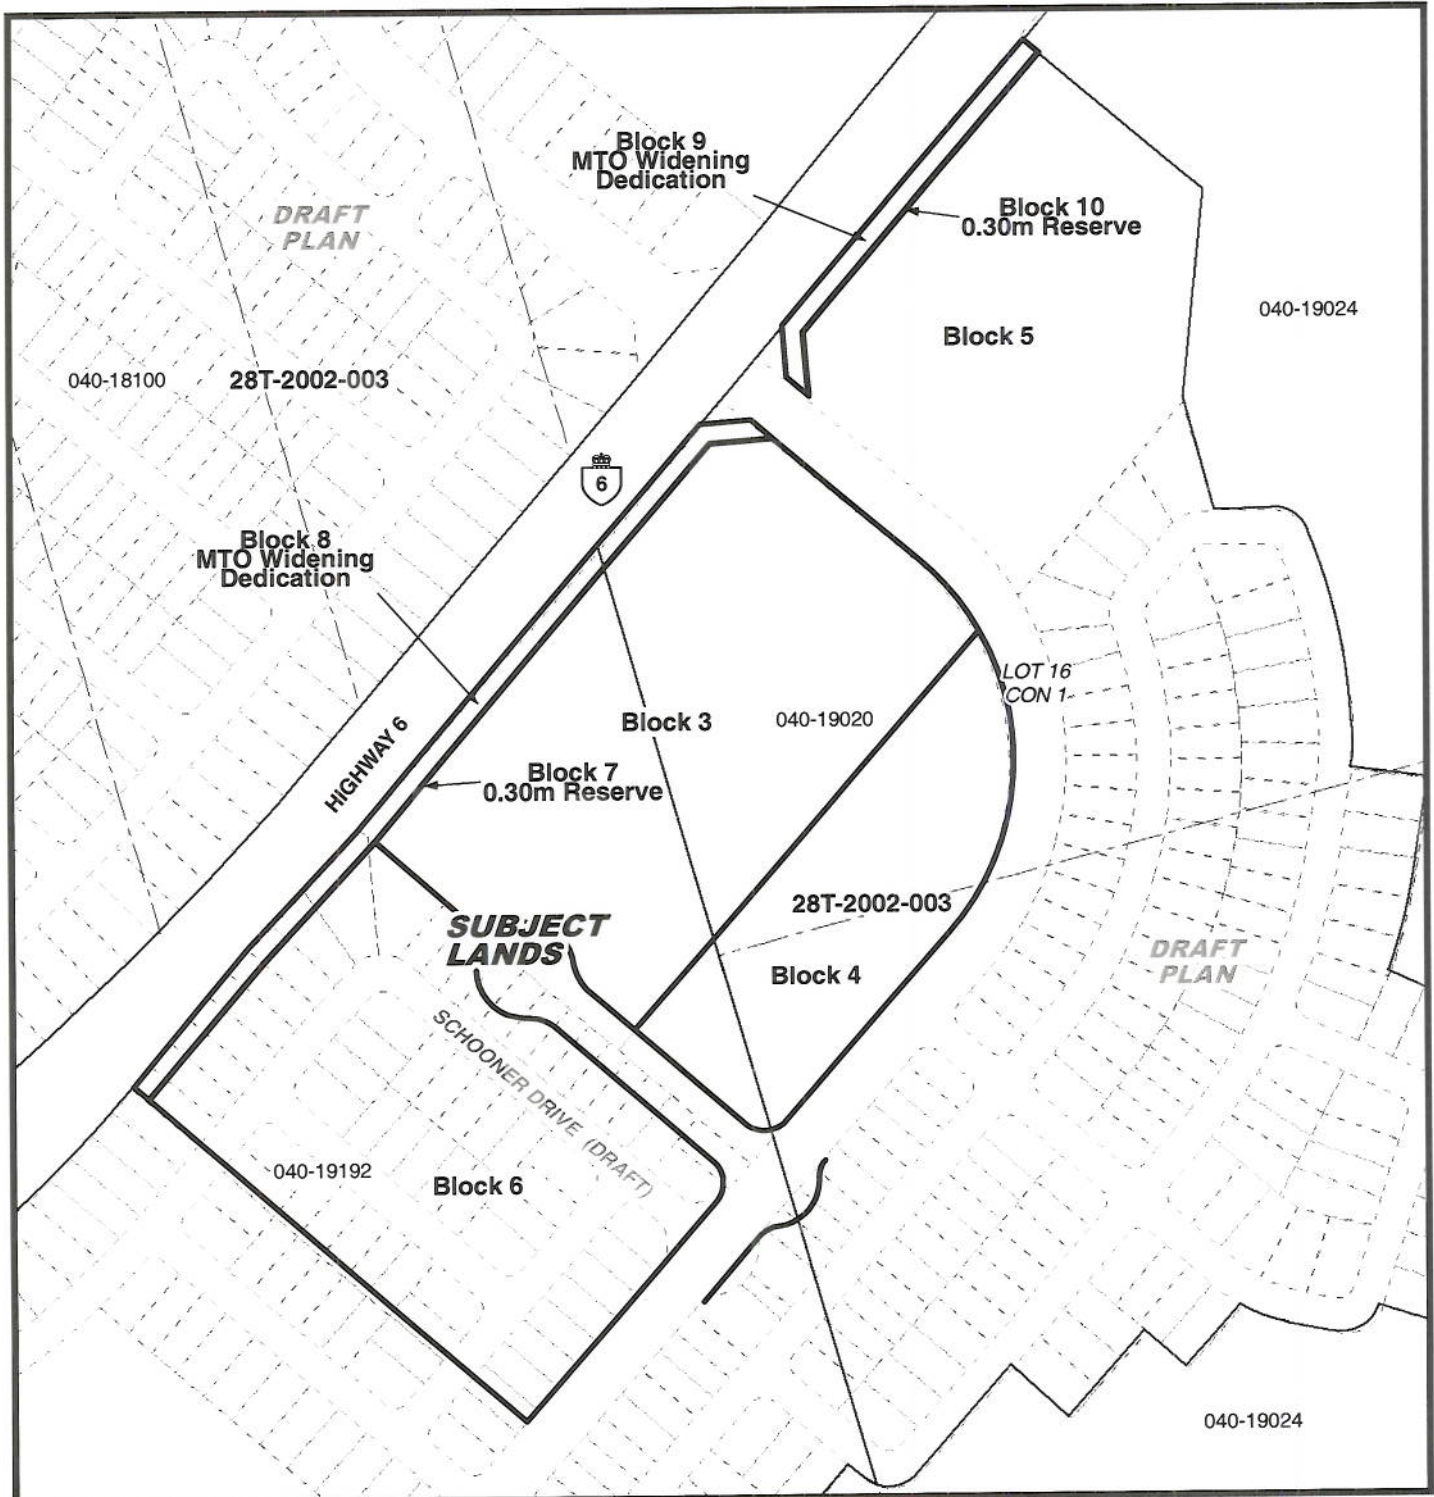 Block 9
MTO Widening
Dedication
DRAFT
PLAN
Block 10
0.30m Reserve
040-19024
Block 5
040-18100
28T-2002-003
6
Block 8
MTO Widening
Dedication
LOT 16
CON 1
Block 3
040-19020
HIGHWAY 6
Block 7
0.30m Reserve
28T-2002-003
SUBJECT
LANDS
DRAFT
PLAN
Block 4
SCHOONER DRIVE (DRAFT)
040-19192
Block 6
040-19024